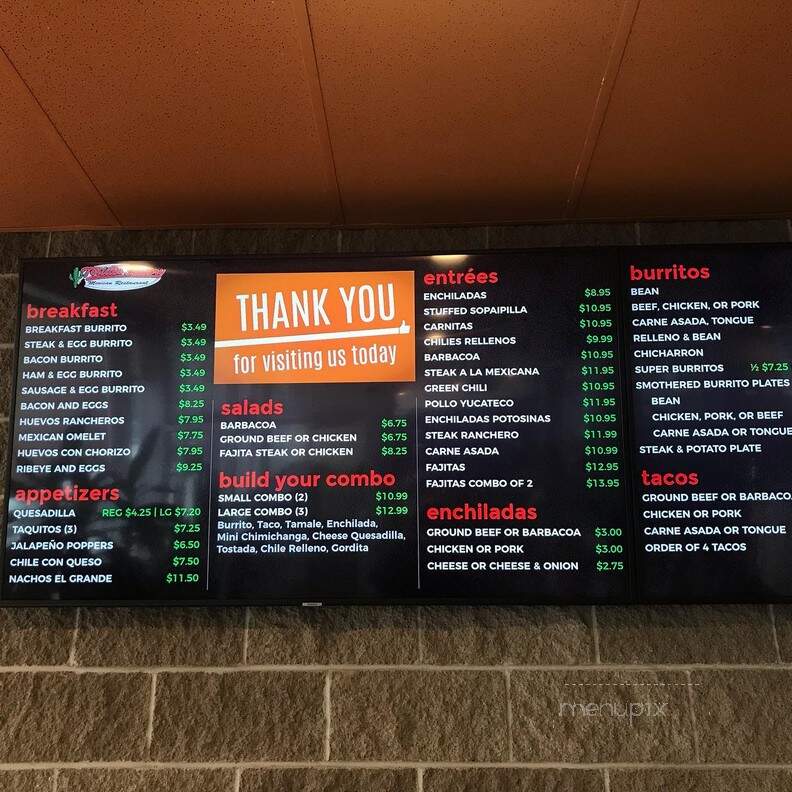 Mexican Restaurant
breakfast
BREAKFAST BURRITO $3.49
STEAK & EGG BURRITO $3.49
BACON BURRITO $3.49
HAM & EGG BURRITO $3.49
SAUSAGE & EGG BURRITO $3.49
BACON AND EGGS $8.25
HUEVOS RANCHEROS $7.95
MEXICAN OMELET $7.75
HUEVOS CON CHORIZO $7.95
RIBEYE AND EGGS $9.25
appetizers
QUESADILLA REG $4.25 | LG $7.20
TAQUITOS (3) $7.25
JALAPEÑO POPPERS $6.50
CHILE CON QUESO $7.50
NACHOS EL GRANDE $11.50
THANK YOU
for visiting us today
salads
BARBACOA $6.75
GROUND BEEF OR CHICKEN $6.75
FAJITA STEAK OR CHICKEN $8.25
build your combo
SMALL COMBO (2) $10.99
LARGE COMBO (3) $12.99
Burrito, Taco, Tamale, Enchilada,
Mini Chimichanga, Cheese Quesadilla,
Tostada, Chile Relleno, Gordita
entrées
ENCHILADAS $8.95
STUFFED SOPAIPILLA $10.95
CARNITAS $10.95
CHILIES RELLENOS $9.99
BARBACOA $10.95
STEAK A LA MEXICANA $11.95
GREEN CHILI $10.95
POLLO YUCATECO $11.95
ENCHILADAS POTOSINAS $10.95
STEAK RANCHERO $11.99
CARNE ASADA $10.99
FAJITAS $12.95
FAJITAS COMBO OF 2 $13.95
enchiladas
GROUND BEEF OR BARBACOA $3.00
CHICKEN OR PORK $3.00
CHEESE OR CHEESE & ONION $2.75
burritos
BEAN
BEEF, CHICKEN, OR PORK
CARNE ASADA, TONGUE
RELLENO & BEAN
CHICHARRON
SUPER BURRITOS ½ $7.25
SMOTHERED BURRITO PLATES
BEAN
CHICKEN, PORK, OR BEEF
CARNE ASADA OR TONGUE
STEAK & POTATO PLATE
tacos
GROUND BEEF OR BARBACO
CHICKEN OR PORK
CARNE ASADA OR TONGUE
ORDER OF 4 TACOS
menupix